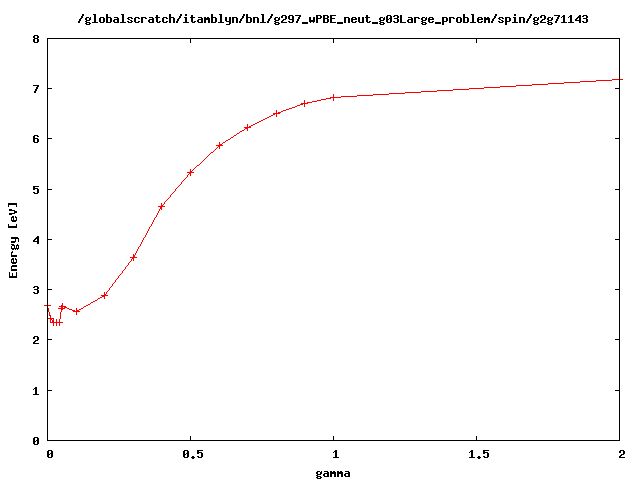 /globalscratch/itamblyn/bnl/g297_wPBE_neut_g03Large_problem/spin/g2g71143
8
7
6
5
4
3
2
1
0
Energy [eV]
0 0.5 1 1.5 2
gamma